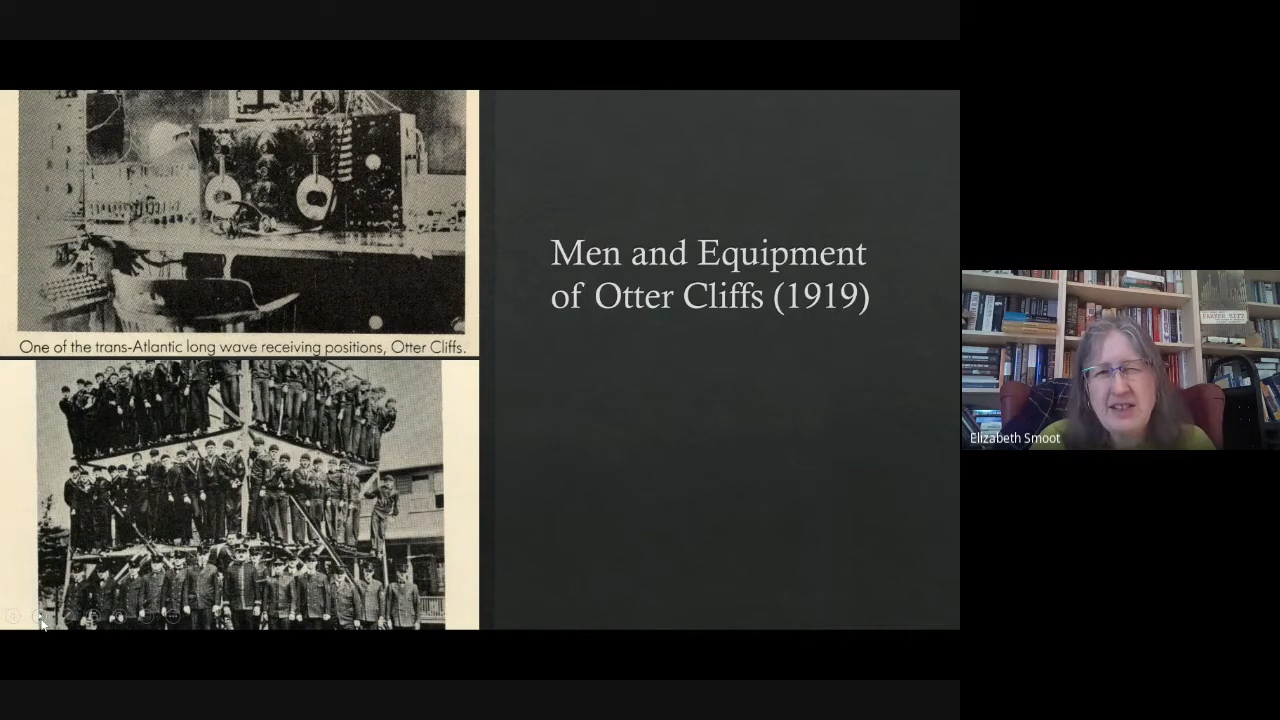 One of the trans-Atlantic long wave receiving positions, Otter Cliffs.
Men and Equipment
of Otter Cliffs (1919)
Elizabeth Smoot